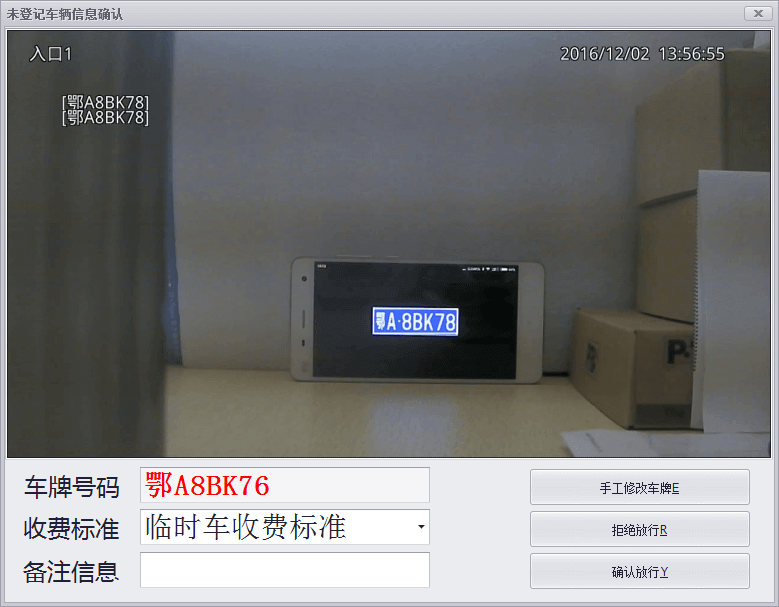 未登记车辆信息确认
入口1
2016/12/02 13:56:55
[鄂A8BK78]
[鄂A8BK78]
鄂A·8BK78
P
车牌号码
鄂A8BK76
手工修改车牌E
收费标准
临时车收费标准
拒绝放行R
备注信息
确认放行Y